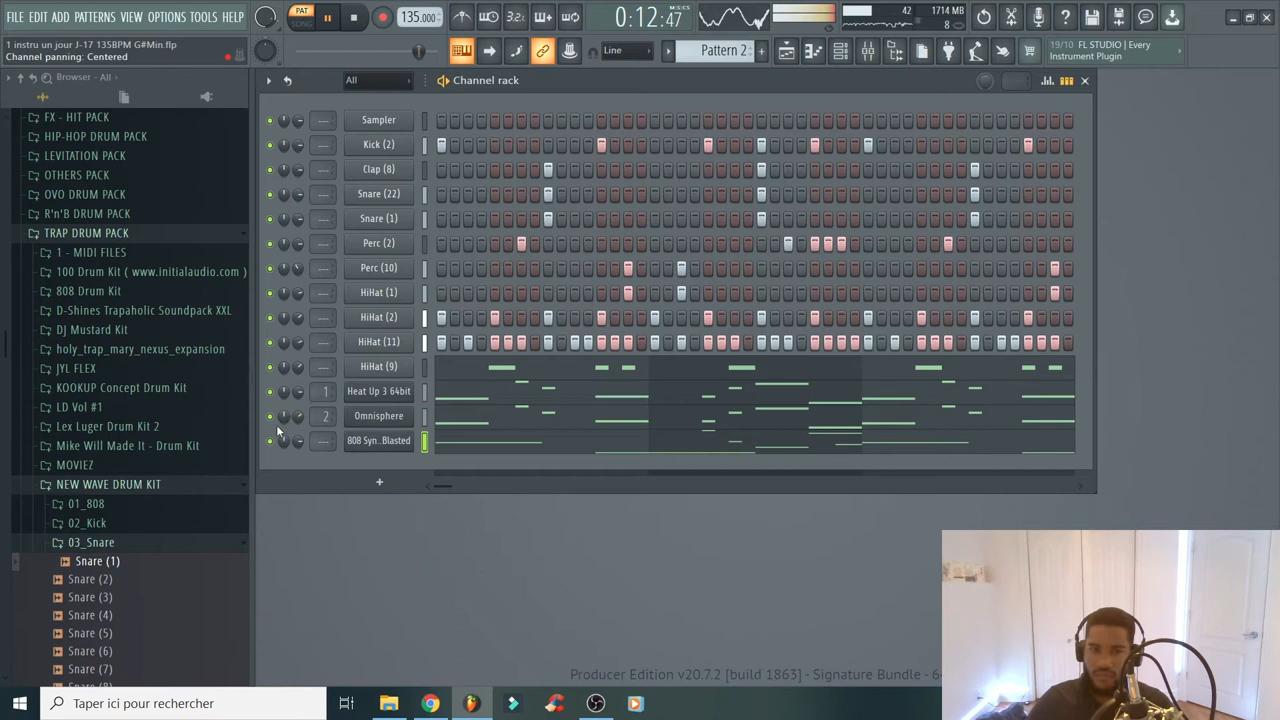 FILE EDIT ADD PATTERNS VIEW OPTIONS TOOLS HELP
PAT
SONG
135.000
3.2.
0:12:47
M:S:CS
42
1714 MB
8
1 instru un jour J-17 135BPM G#Min.flp
Channel panning: Centered
Line
Pattern 2
19/10 FL STUDIO | Every
Instrument Plugin
Browser - All
All
Channel rack
FX - HIT PACK
HIP-HOP DRUM PACK
LEVITATION PACK
OTHERS PACK
OVO DRUM PACK
R'n'B DRUM PACK
TRAP DRUM PACK
1 - MIDI FILES
100 Drum Kit ( www.initialaudio.com )
808 Drum Kit
D-Shines Trapaholic Soundpack XXL
DJ Mustard Kit
holy_trap_mary_nexus_expansion
JYL FLEX
KOOKUP Concept Drum Kit
LD Vol #1
Lex Luger Drum Kit 2
Mike Will Made It - Drum Kit
MOVIEZ
NEW WAVE DRUM KIT
01_808
02_Kick
03_Snare
Snare (1)
Snare (2)
Snare (3)
Snare (4)
Snare (5)
Snare (6)
Snare (7)
Sampler
Kick (2)
Clap (8)
Snare (22)
Snare (1)
Perc (2)
Perc (10)
HiHat (1)
HiHat (2)
HiHat (11)
HiHat (9)
1 Heat Up 3 64bit
2 Omnisphere
808 Syn..Blasted
Producer Edition v20.7.2 [build 1863] - Signature Bundle - 6
Taper ici pour rechercher